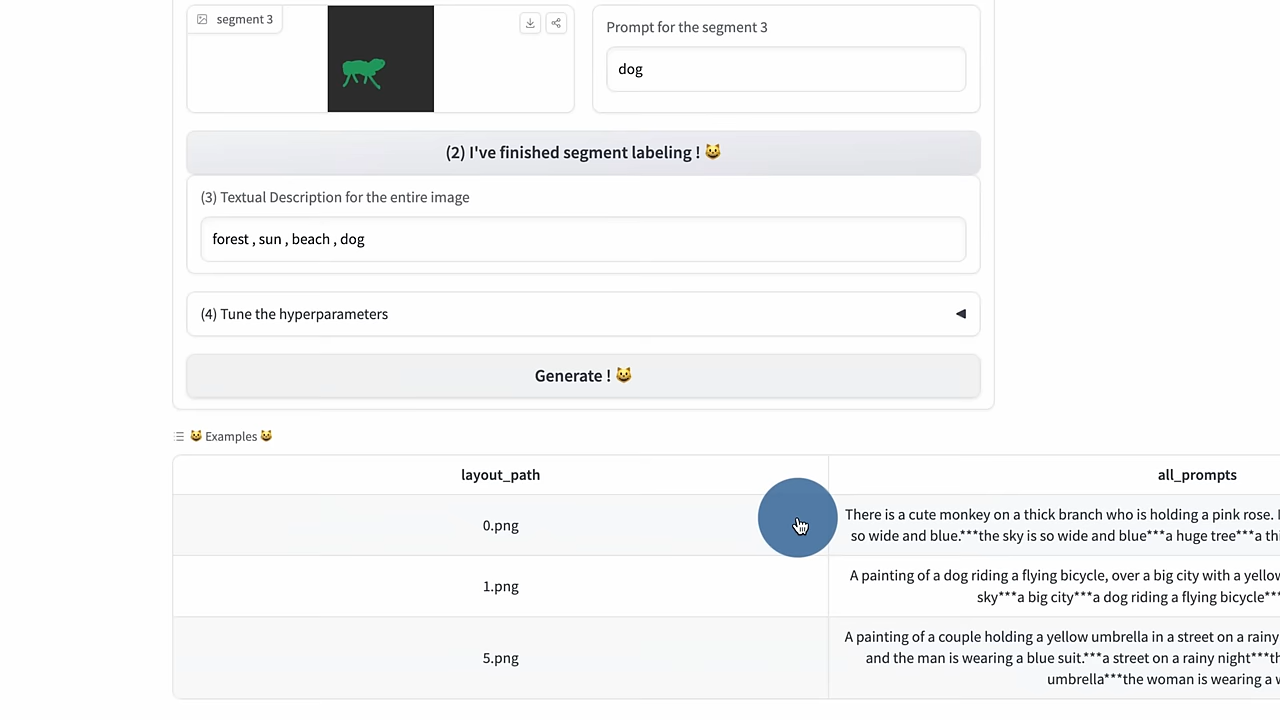 segment 3
Prompt for the segment 3
dog
(2) I've finished segment labeling ! 😺
(3) Textual Description for the entire image
forest , sun , beach , dog
(4) Tune the hyperparameters
Generate ! 😺
😺 Examples 😺
layout_path
all_prompts
0.png
There is a cute monkey on a thick branch who is holding a pink rose.
so wide and blue.***the sky is so wide and blue***a huge tree***a
1.png
A painting of a dog riding a flying bicycle, over a big city with a
sky***a big city***a dog riding a flying bicycle***
5.png
A painting of a couple holding a yellow umbrella in a street on a rainy
and the man is wearing a blue suit.***a street on a rainy night***
umbrella***the woman is wearing a